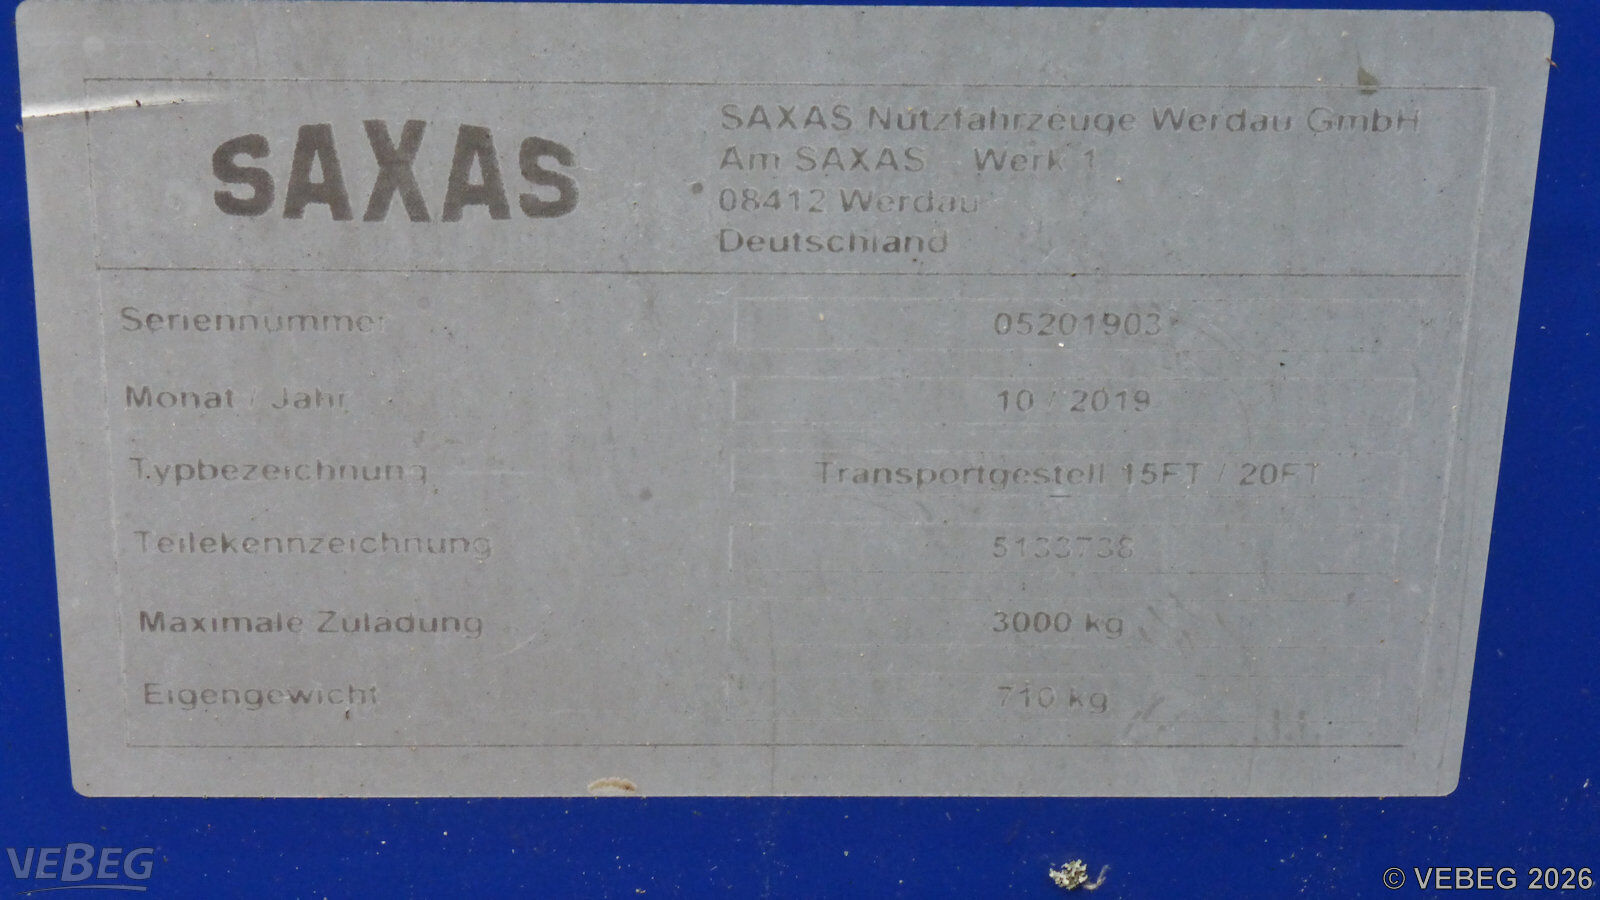 SAXAS
SAXAS Nutzfahrzeuge Werdau GmbH
Am SAXAS - Werk 1
08412 Werdau
Deutschland
Seriennummer 05201903
Monat / Jahr 10 / 2019
Typbezeichnung Transportgestell 15FT / 20FT
Teilekennzeichnung 5133738
Maximale Zuladung 3000 kg
Eigengewicht 710 kg
VEBEG
© VEBEG 2026